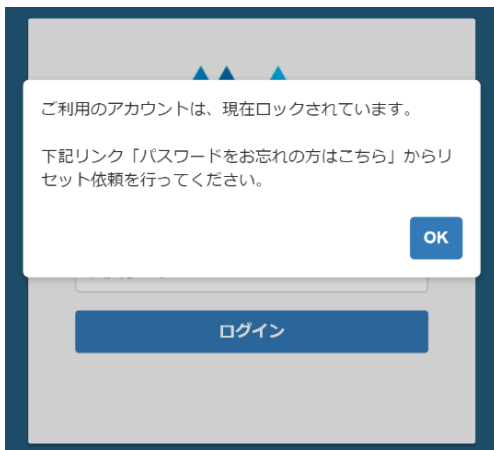 ご利用のアカウントは、現在ロックされています。
下記リンク「パスワードをお忘れの方はこちら」からリ
セット依頼を行ってください。
OK
ログイン